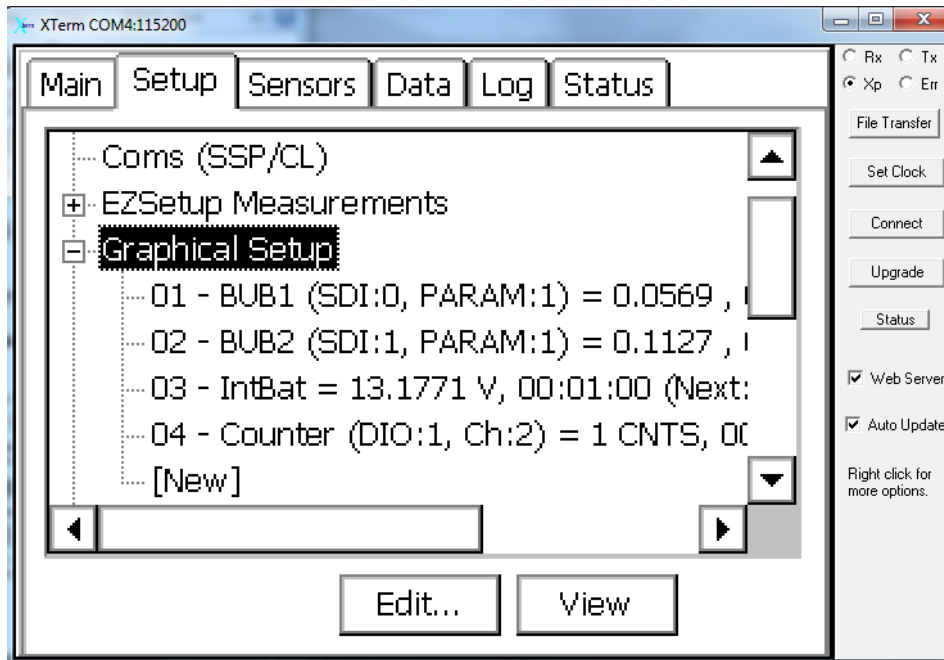 XTerm COM4:115200
Main Setup Sensors Data Log Status
Coms (SSP/CL)
EZSetup Measurements
Graphical Setup
01 - BUB1 (SDI:0, PARAM:1) = 0.0569 ,
02 - BUB2 (SDI:1, PARAM:1) = 0.1127 ,
03 - IntBat = 13.1771 V, 00:01:00 (Next:
04 - Counter (DIO:1, Ch:2) = 1 CNTS,
[New]
Edit... View
Rx Tx
Xp Err
File Transfer
Set Clock
Connect
Upgrade
Status
Web Server
Auto Update
Right click for
more options.